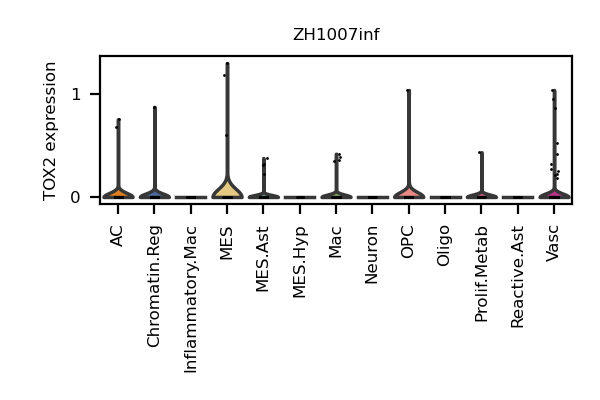 ZH1007inf
TOX2 expression
1
0
AC
Chromatin.Reg
Inflammatory.Mac
MES
MES.Ast
MES.Hyp
Mac
Neuron
OPC
Oligo
Prolif.Metab
Reactive.Ast
Vasc